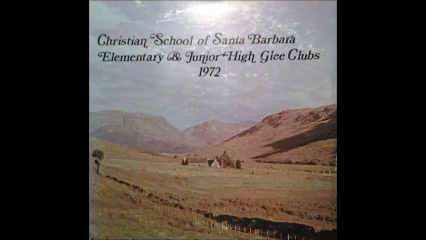 Christian School of Santa Barbara
Elementary & Junior High Glee Clubs
1972